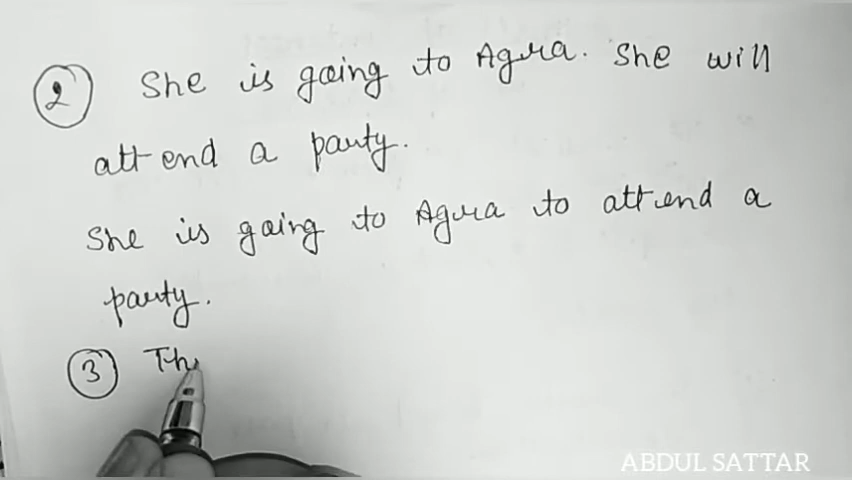 2 She is going to Agra. She will
attend a party.
She is going to Agra to attend a
party.
3 Th
ABDUL SATTAR